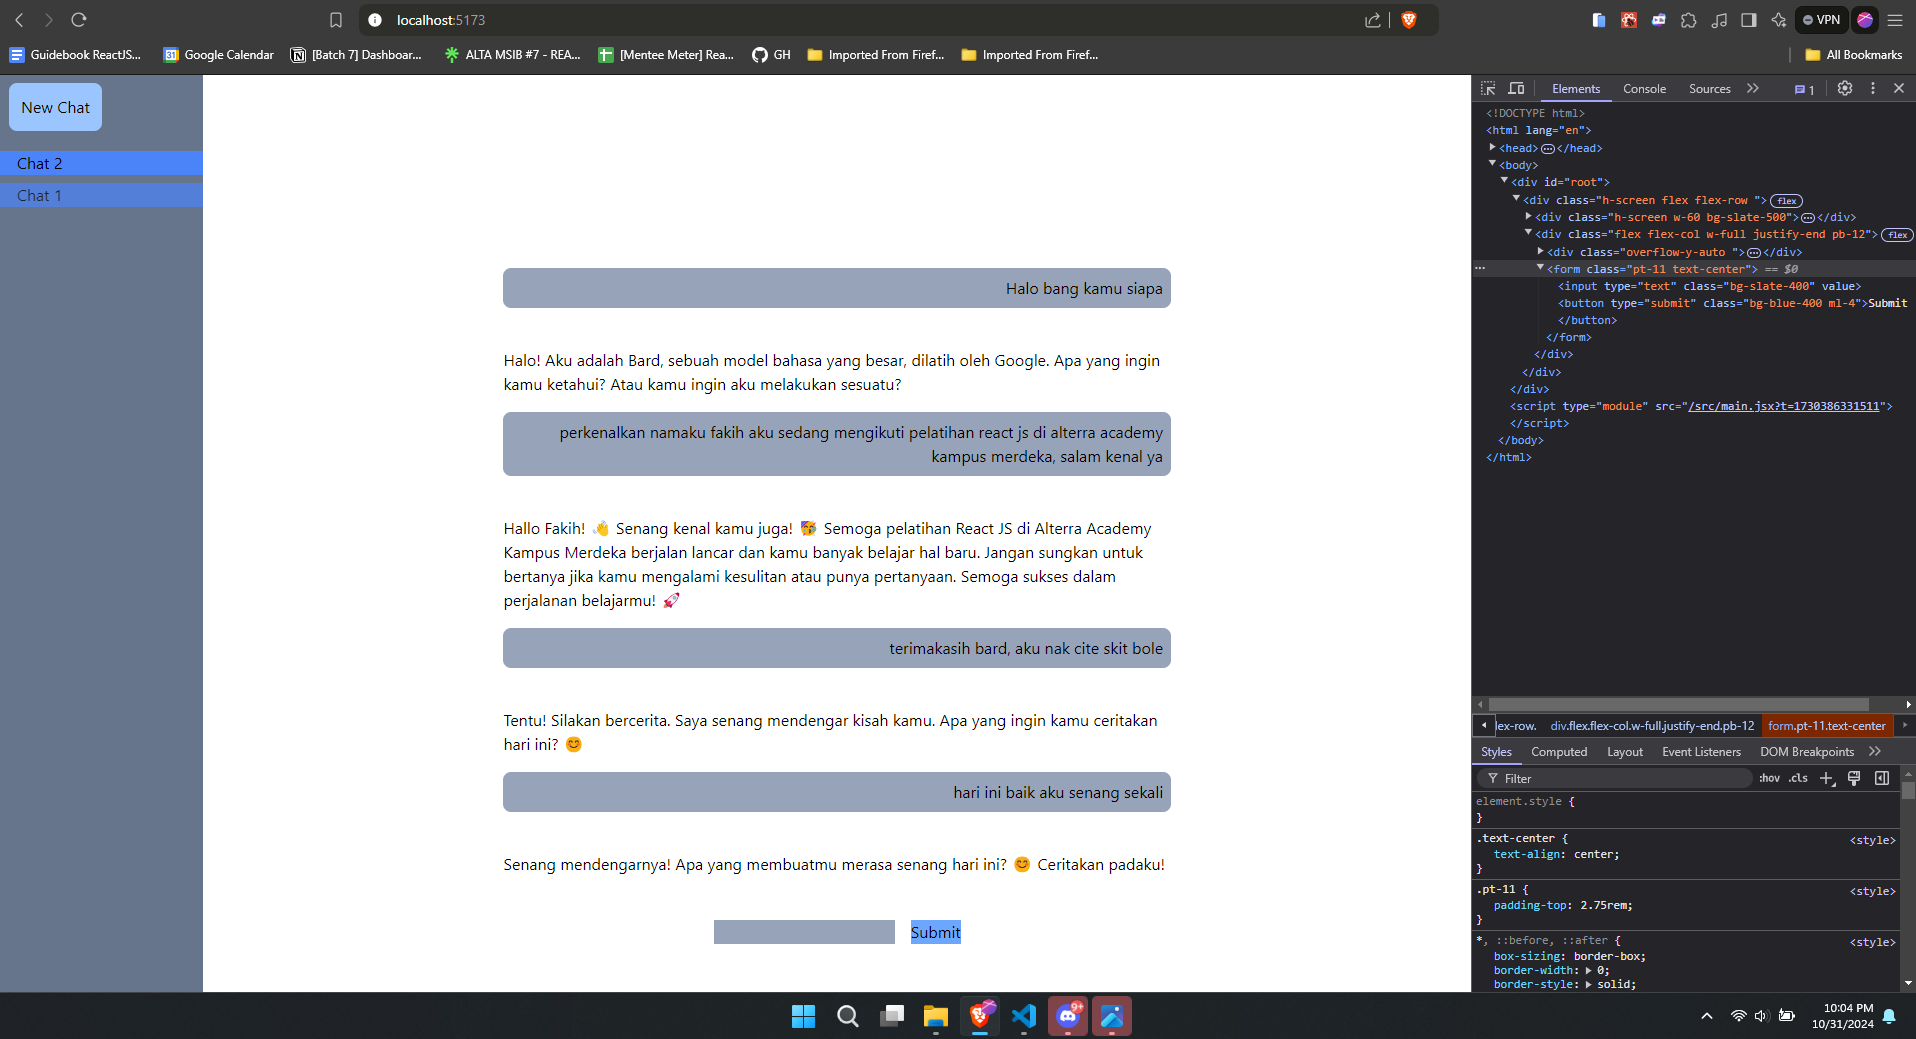 localhost:5173
VPN
Guidebook ReactJS...
Google Calendar
[Batch 7] Dashboar...
ALTA MSIB #7 - REA...
[Mentee Meter] Rea...
GH
Imported From Firef...
Imported From Firef...
All Bookmarks
New Chat
Chat 2
Chat 1
Halo bang kamu siapa
Halo! Aku adalah Bard, sebuah model bahasa yang besar, dilatih oleh Google. Apa yang ingin
kamu ketahui? Atau kamu ingin aku melakukan sesuatu?
perkenalkan namaku fakih aku sedang mengikuti pelatihan react js di alterra academy
kampus merdeka, salam kenal ya
Hallo Fakih! 👋 Senang kenal kamu juga! 🥳 Semoga pelatihan React JS di Alterra Academy
Kampus Merdeka berjalan lancar dan kamu banyak belajar hal baru. Jangan sungkan untuk
bertanya jika kamu mengalami kesulitan atau punya pertanyaan. Semoga sukses dalam
perjalanan belajarmu! 🚀
terimakasih bard, aku nak cite skit bole
Tentu! Silakan bercerita. Saya senang mendengar kisah kamu. Apa yang ingin kamu ceritakan
hari ini? 😊
hari ini baik aku senang sekali
Senang mendengarnya! Apa yang membuatmu merasa senang hari ini? 😊 Ceritakan padaku!
Submit
Elements
Console
Sources
1
<!DOCTYPE html>
<html lang="en">
<head>…</head>
<body>
<div id="root">
<div class="h-screen flex flex-row "> flex
<div class="h-screen w-60 bg-slate-500">…</div>
<div class="flex flex-col w-full justify-end pb-12"> flex
<div class="overflow-y-auto ">…</div>
<form class="pt-11 text-center"> == $0
<input type="text" class="bg-slate-400" value>
<button type="submit" class="bg-blue-400 ml-4">Submit
</button>
</form>
</div>
</div>
</div>
<script type="module" src="/src/main.jsx?t=1730386331511">
</script>
</body>
</html>
lex-row.
div.flex.flex-col.w-full.justify-end.pb-12
form.pt-11.text-center
Styles
Computed
Layout
Event Listeners
DOM Breakpoints
Filter
:hov
.cls
element.style {
}
.text-center { <style>
text-align: center;
}
.pt-11 { <style>
padding-top: 2.75rem;
}
*, ::before, ::after { <style>
box-sizing: border-box;
border-width: 0;
border-style: solid;
9+
10:04 PM
10/31/2024